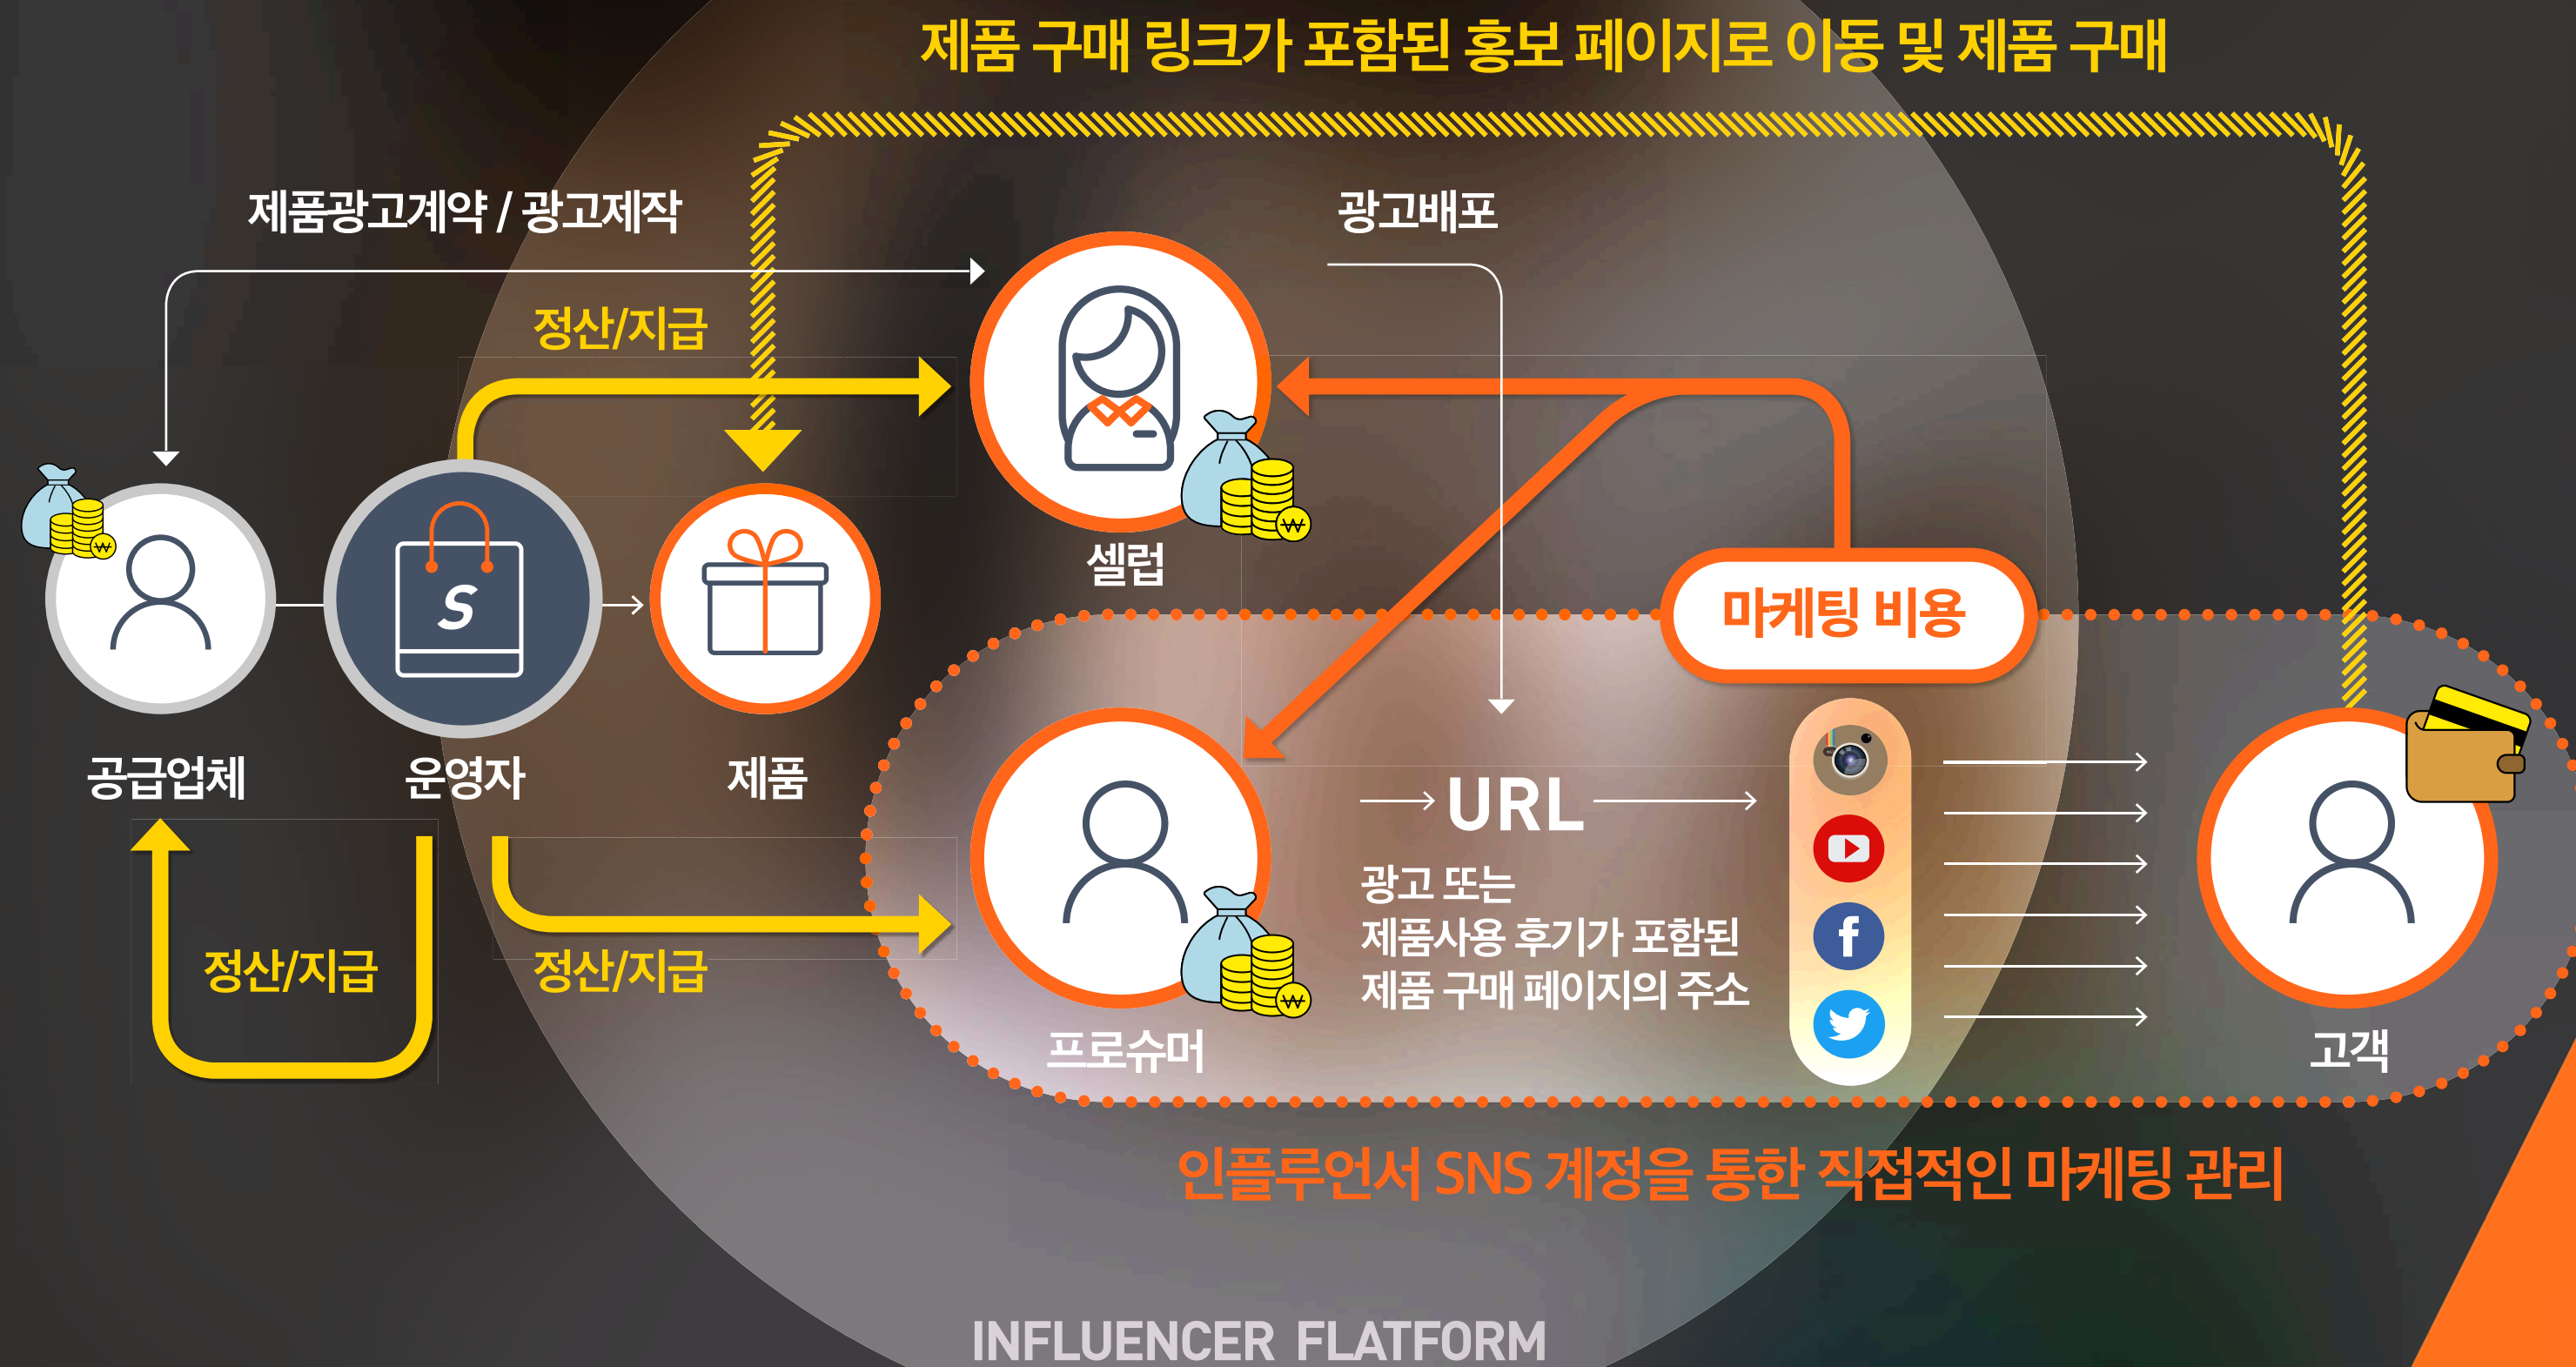 제품 구매 링크가 포함된 홍보 페이지로 이동 및 제품 구매
제품광고계약 / 광고제작
광고배포
정산/지급
셀럽
마케팅 비용
S
공급업체
운영자
제품
URL
광고 또는
제품사용 후기가 포함된
제품 구매 페이지의 주소
정산/지급
정산/지급
프로슈머
고객
인플루언서 SNS 계정을 통한 직접적인 마케팅 관리
INFLUENCER FLATFORM